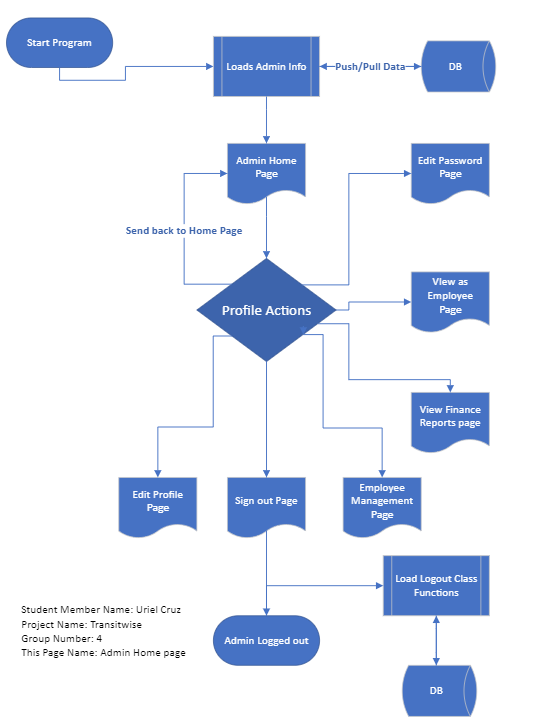 Start Program
Loads Admin Info
Push/Pull Data
DB
Admin Home
Page
Edit Password
Page
Send back to Home Page
View as
Employee
Page
Profile Actions
View Finance
Reports page
Edit Profile
Page
Sign out Page
Employee
Management
Page
Load Logout Class
Functions
Student Member Name: Uriel Cruz
Project Name: Transitwise
Group Number: 4
This Page Name: Admin Home page
Admin Logged out
DB